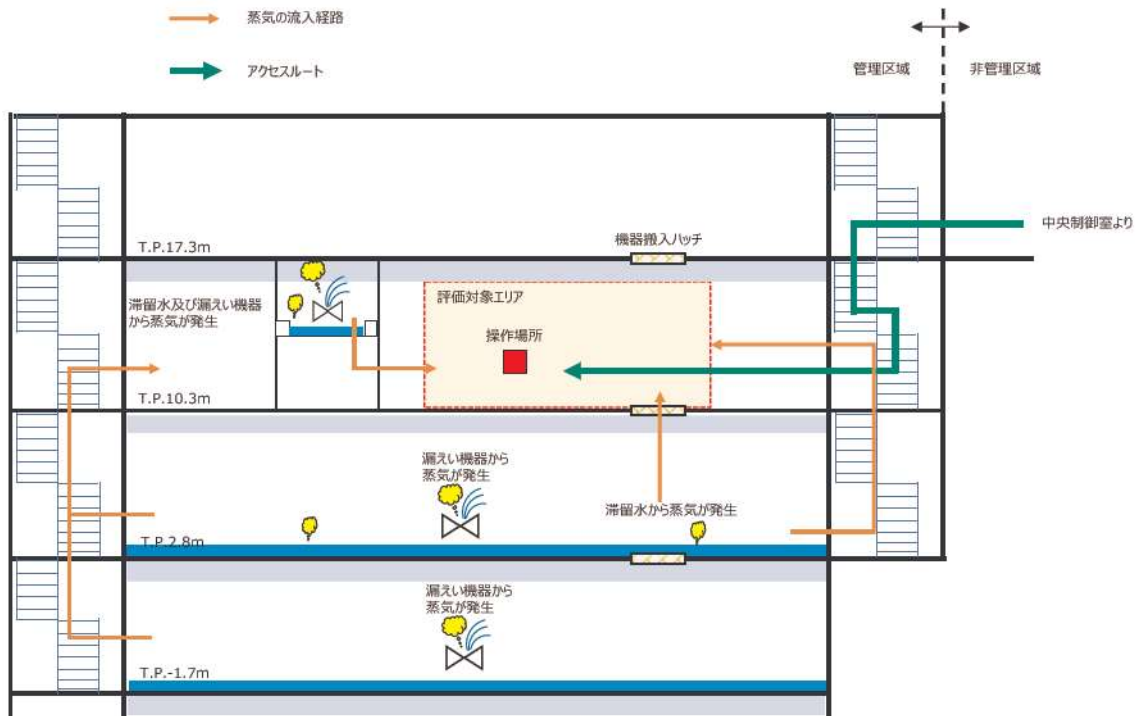 蒸気の流入経路
アクセスルート
管理区域
非管理区域
中央制御室より
T.P.17.3m
機器搬入ハッチ
滞留水及び漏えい機器
から蒸気が発生
評価対象エリア
操作場所
T.P.10.3m
漏えい機器から
蒸気が発生
滞留水から蒸気が発生
T.P.2.8m
漏えい機器から
蒸気が発生
T.P.-1.7m